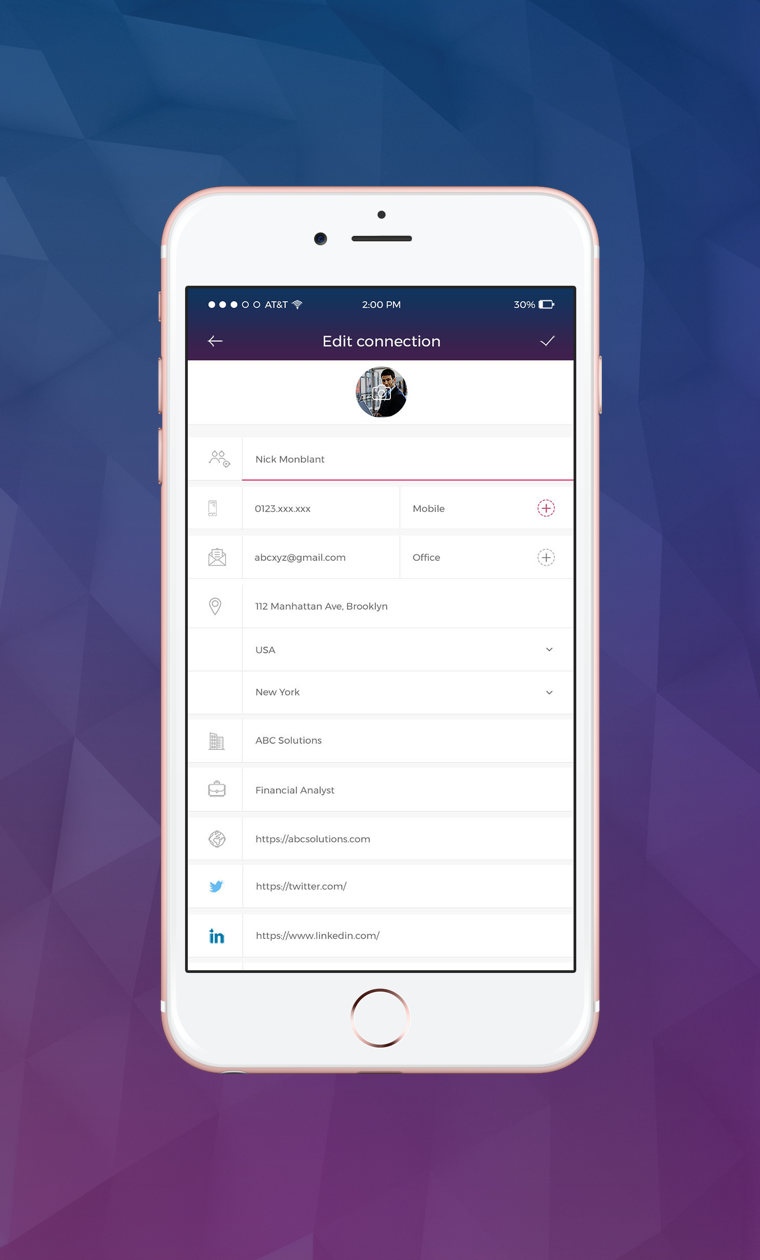 AT&T 2:00 PM 30%
Edit connection
Nick Monblant
0123.xxx.xxx Mobile
abcxyz@gmail.com Office
112 Manhattan Ave, Brooklyn
USA
New York
ABC Solutions
Financial Analyst
https://abcsolutions.com
https://twitter.com/
in https://www.linkedin.com/